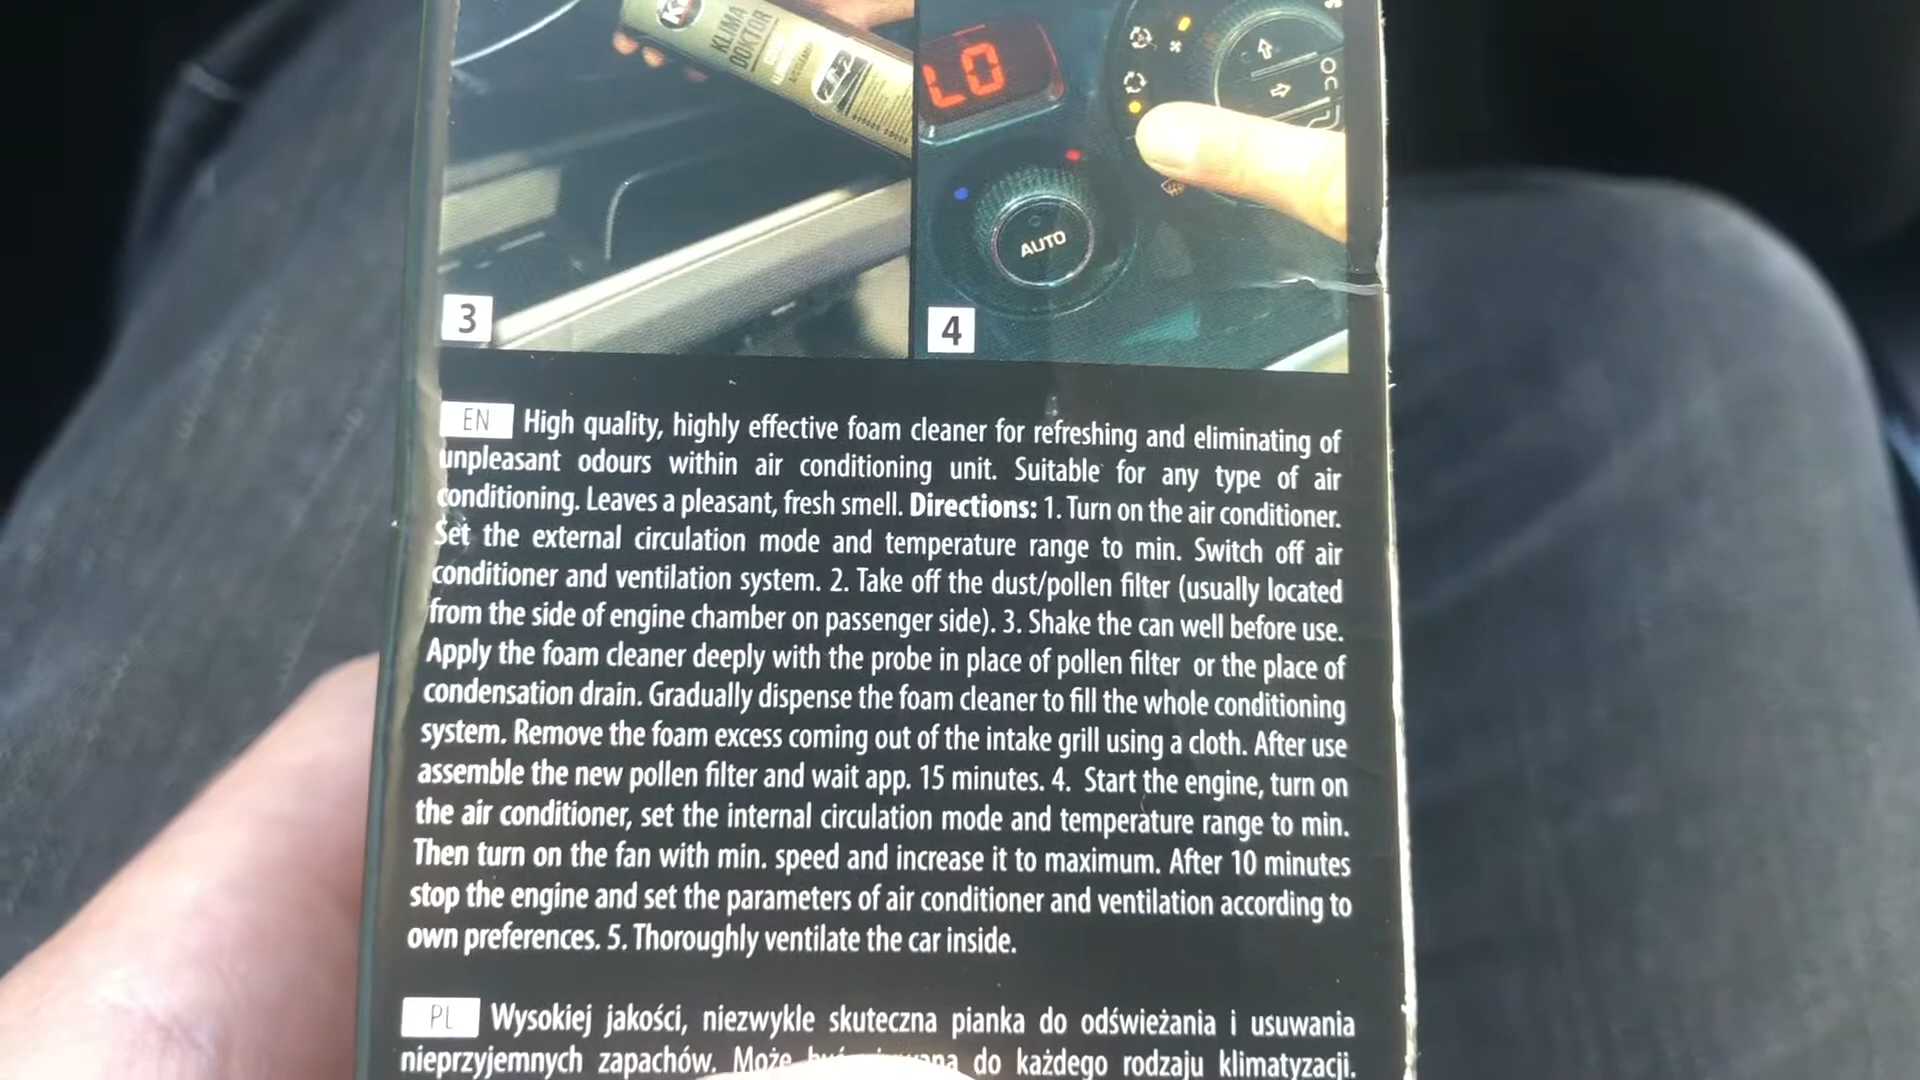 KLIMA
DOKTOR
LO
AUTO
3
4
EN High quality, highly effective foam cleaner for refreshing and eliminating of
unpleasant odours within air conditioning unit. Suitable for any type of air
conditioning. Leaves a pleasant, fresh smell. Directions: 1. Turn on the air conditioner.
Set the external circulation mode and temperature range to min. Switch off air
conditioner and ventilation system. 2. Take off the dust/pollen filter (usually located
from the side of engine chamber on passenger side). 3. Shake the can well before use.
Apply the foam cleaner deeply with the probe in place of pollen filter or the place of
condensation drain. Gradually dispense the foam cleaner to fill the whole conditioning
system. Remove the foam excess coming out of the intake grill using a cloth. After use
assemble the new pollen filter and wait app. 15 minutes. 4. Start the engine, turn on
the air conditioner, set the internal circulation mode and temperature range to min.
Then turn on the fan with min. speed and increase it to maximum. After 10 minutes
stop the engine and set the parameters of air conditioner and ventilation according to
own preferences. 5. Thoroughly ventilate the car inside.
PL Wysokiej jakości, niezwykle skuteczna pianka do odświeżania i usuwania
nieprzyjemnych zapachów. Może do każdego rodzaju klimatyzacji.